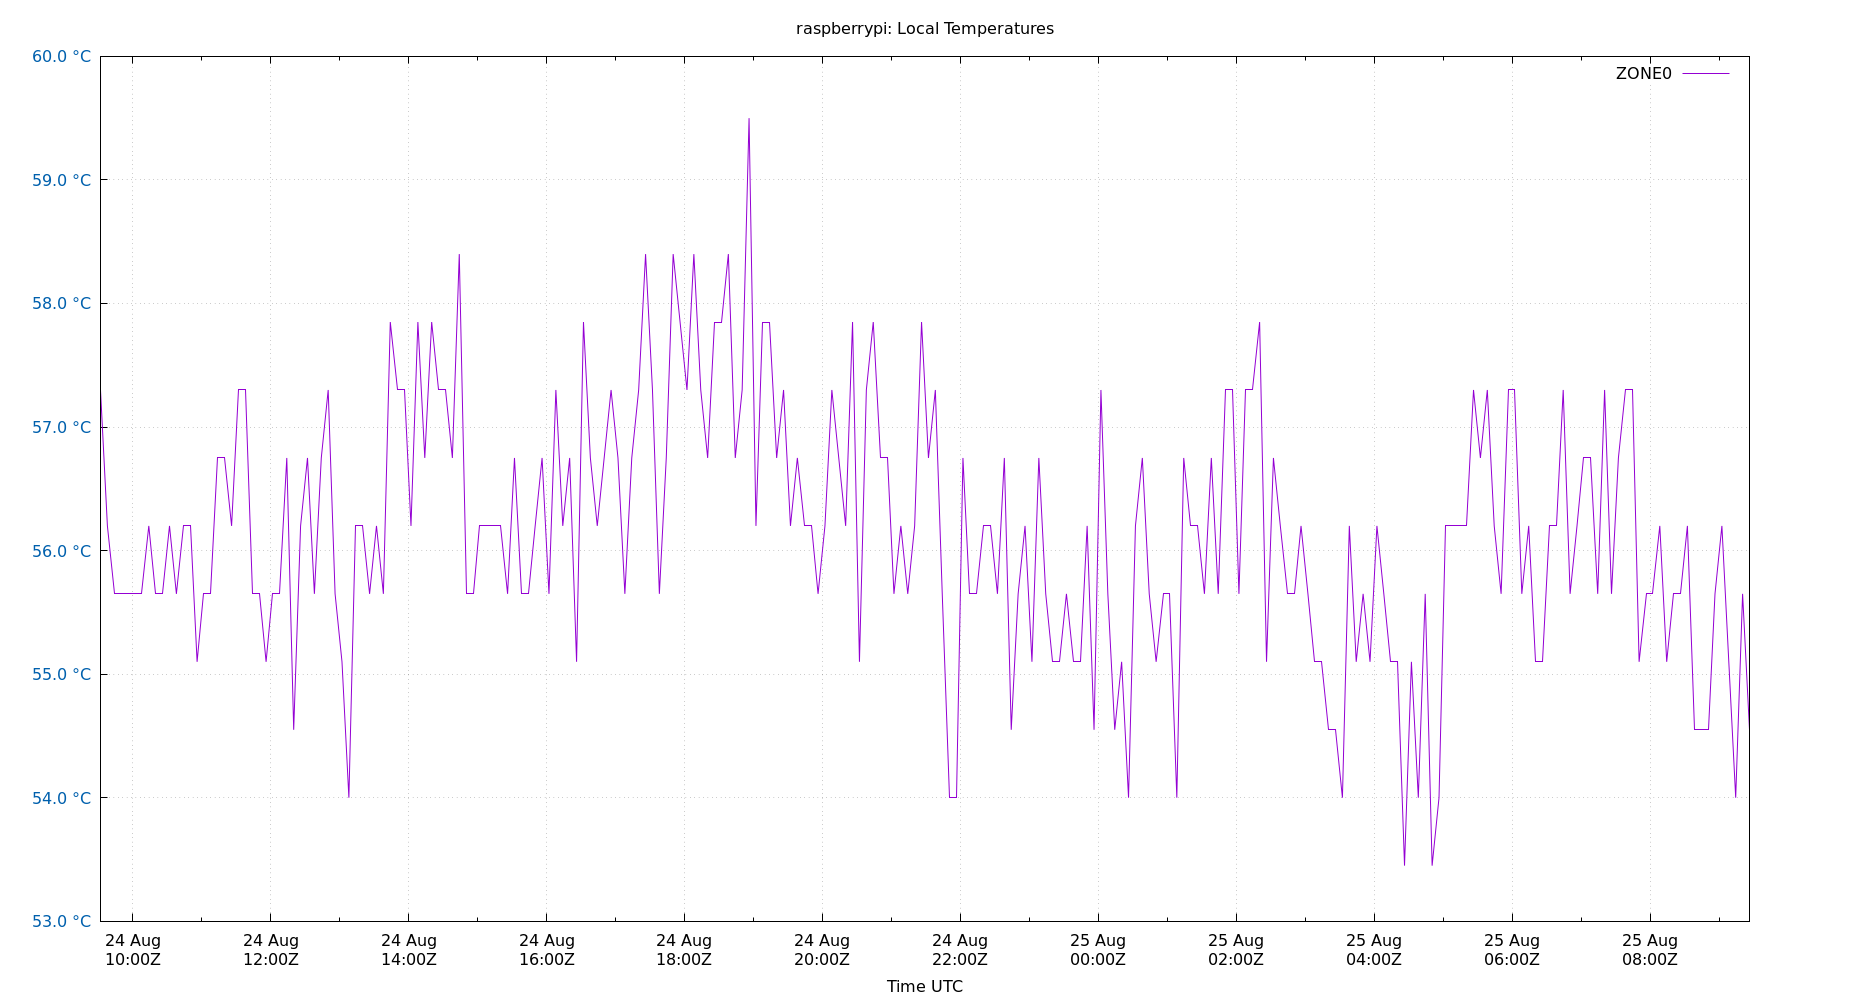 raspberrypi: Local Temperatures
60.0 °C
59.0 °C
58.0 °C
57.0 °C
56.0 °C
55.0 °C
54.0 °C
53.0 °C
ZONE0
24 Aug
10:00Z
24 Aug
12:00Z
24 Aug
14:00Z
24 Aug
16:00Z
24 Aug
18:00Z
24 Aug
20:00Z
24 Aug
22:00Z
25 Aug
00:00Z
25 Aug
02:00Z
25 Aug
04:00Z
25 Aug
06:00Z
25 Aug
08:00Z
Time UTC